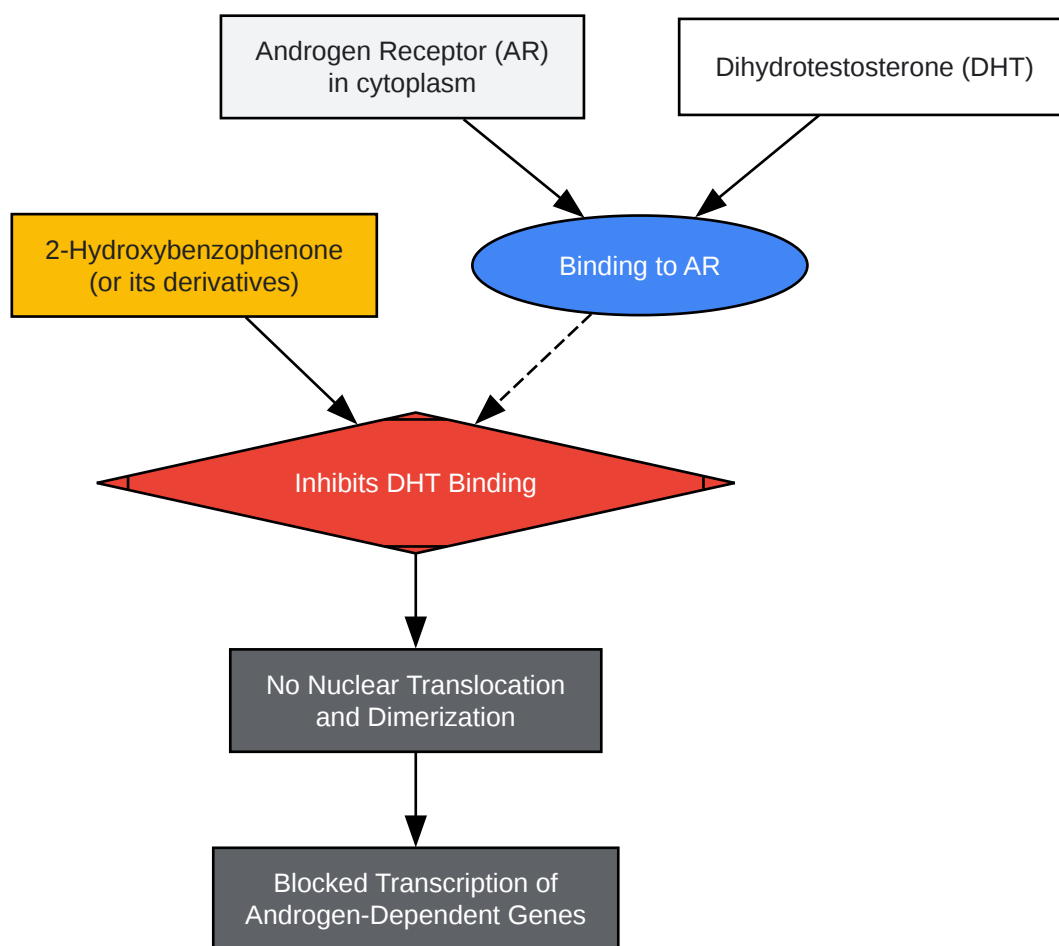 Androgen Receptor (AR)
in cytoplasm
Dihydrotestosterone (DHT)
2-Hydroxybenzophenone
(or its derivatives)
Binding to AR
Inhibits DHT Binding
No Nuclear Translocation
and Dimerization
Blocked Transcription of
Androgen-Dependent Genes